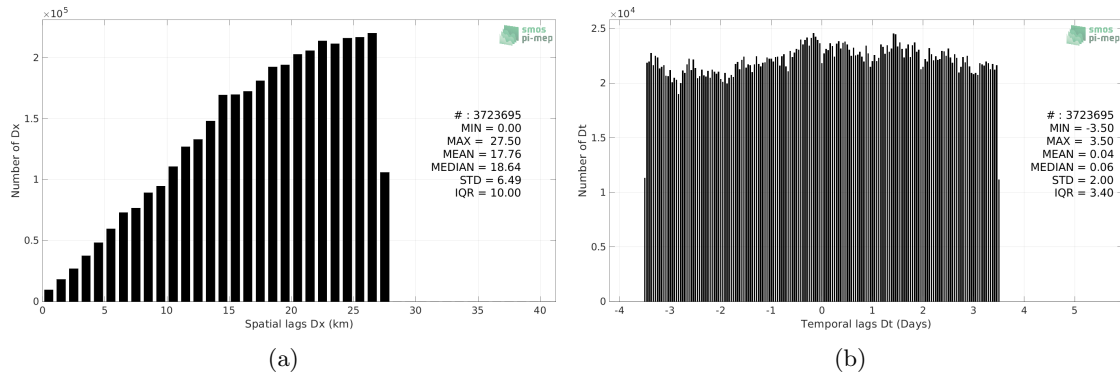 ×10⁵
2
1.5
1
0.5
0
Number of Dx
0 5 10 15 20 25 30 35 40
Spatial lags Dx (km)
smos
pi-mep
# : 3723695
MIN = 0.00
MAX = 27.50
MEAN = 17.76
MEDIAN = 18.64
STD = 6.49
IQR = 10.00
(a)
×10⁴
2.5
2
1.5
1
0.5
0
Number of Dt
-4 -3 -2 -1 0 1 2 3 4 5
Temporal lags Dt (Days)
smos
pi-mep
# : 3723695
MIN = -3.50
MAX = 3.50
MEAN = 0.04
MEDIAN = 0.06
STD = 2.00
IQR = 3.40
(b)